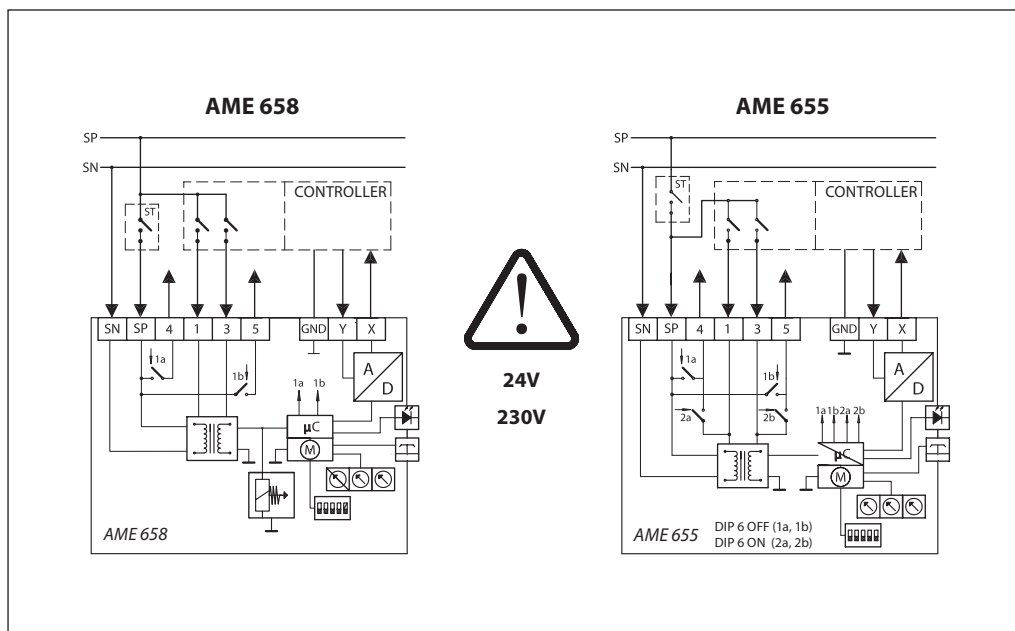 AME 658
SP
SN
ST
CONTROLLER
SN SP 4 1 3 5 GND Y X
1a
1b
1a 1b
A
D
µC
M
AME 658
24V
230V
AME 655
SP
SN
ST
CONTROLLER
SN SP 4 1 3 5 GND Y X
1a
1b
2a
2b
1a 1b 2a 2b
A
D
µC
M
AME 655
DIP 6 OFF (1a, 1b)
DIP 6 ON (2a, 2b)